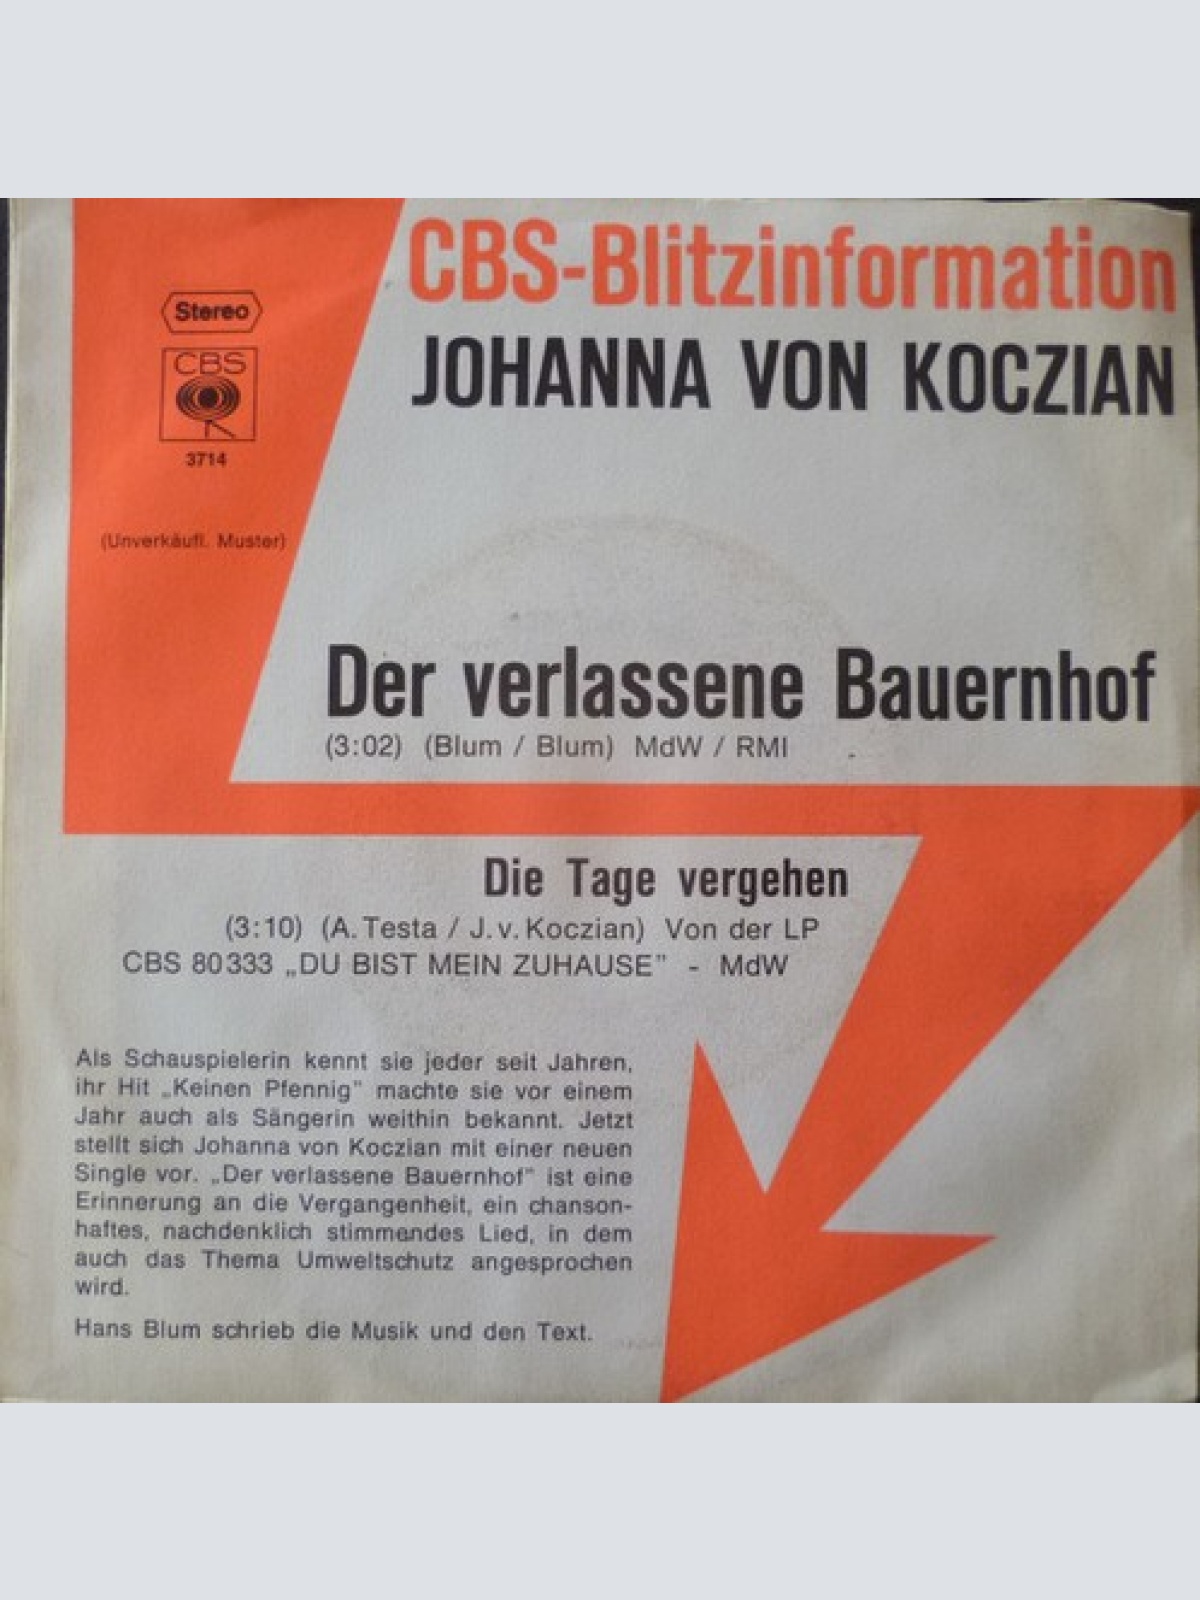 CBS-Blitzinformation
JOHANNA VON KOCZIAN
Stereo
CBS
3714
(Unverkäufl. Muster)
Der verlassene Bauernhof
(3:02) (Blum / Blum) MdW / RMI
Die Tage vergehen
(3:10) (A. Testa / J. v. Koczian) Von der LP
CBS 80 333 „DU BIST MEIN ZUHAUSE” - MdW
Als Schauspielerin kennt sie jeder seit Jahren,
ihr Hit „Keinen Pfennig” machte sie vor einem
Jahr auch als Sängerin weithin bekannt. Jetzt
stellt sich Johanna von Koczian mit einer neuen
Single vor. „Der verlassene Bauernhof” ist eine
Erinnerung an die Vergangenheit, ein chanson-
haftes, nachdenklich stimmendes Lied, in dem
auch das Thema Umweltschutz angesprochen
wird.
Hans Blum schrieb die Musik und den Text.